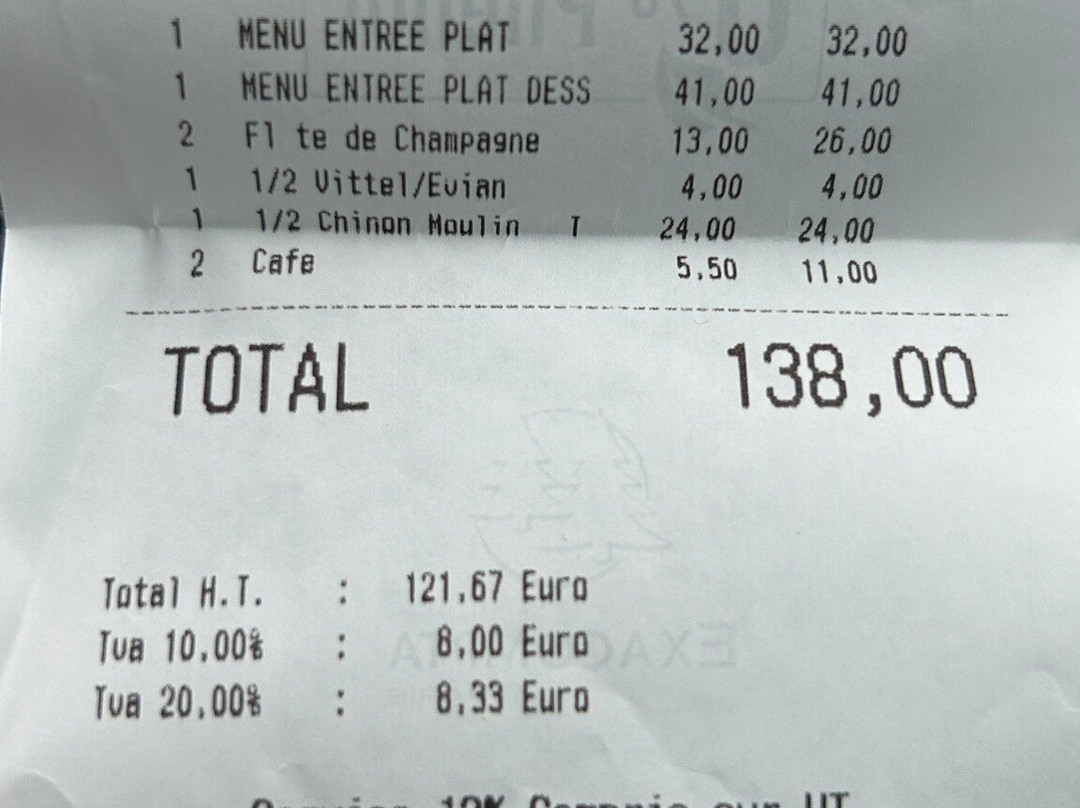 1 MENU ENTREE PLAT 32,00 32,00
1 MENU ENTREE PLAT DESS 41,00 41,00
2 Fl te de Champagne 13,00 26,00
1 1/2 Vittel/Evian 4,00 4,00
1 1/2 Chinon Moulin T 24,00 24,00
2 Cafe 5,50 11,00
TOTAL 138,00
Total H.T. : 121,67 Euro
Tva 10,00% : 8,00 Euro
Tva 20,00% : 8,33 Euro
EXACOMPTA